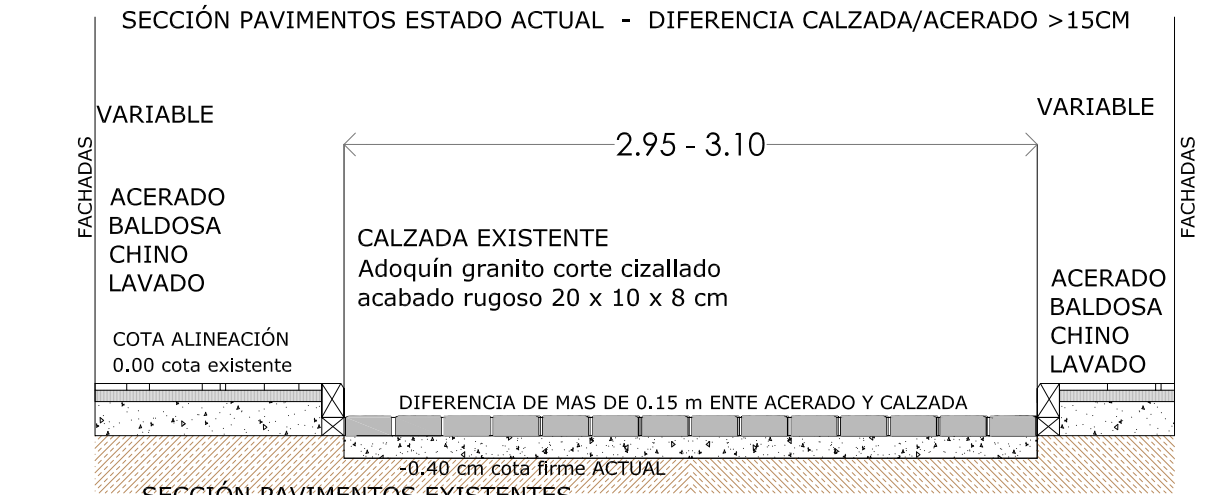 SECCIÓN PAVIMENTOS ESTADO ACTUAL - DIFERENCIA CALZADA/ACERADO >15CM
VARIABLE
VARIABLE
2.95 - 3.10
FACHADAS
FACHADAS
ACERADO
BALDOSA
CHINO
LAVADO
CALZADA EXISTENTE
Adoquín granito corte cizallado
acabado rugoso 20 x 10 x 8 cm
ACERADO
BALDOSA
CHINO
LAVADO
COTA ALINEACIÓN
0.00 cota existente
DIFERENCIA DE MAS DE 0.15 m ENTE ACERADO Y CALZADA
-0.40 cm cota firme ACTUAL
SECCIÓN PAVIMENTOS EXISTENTES